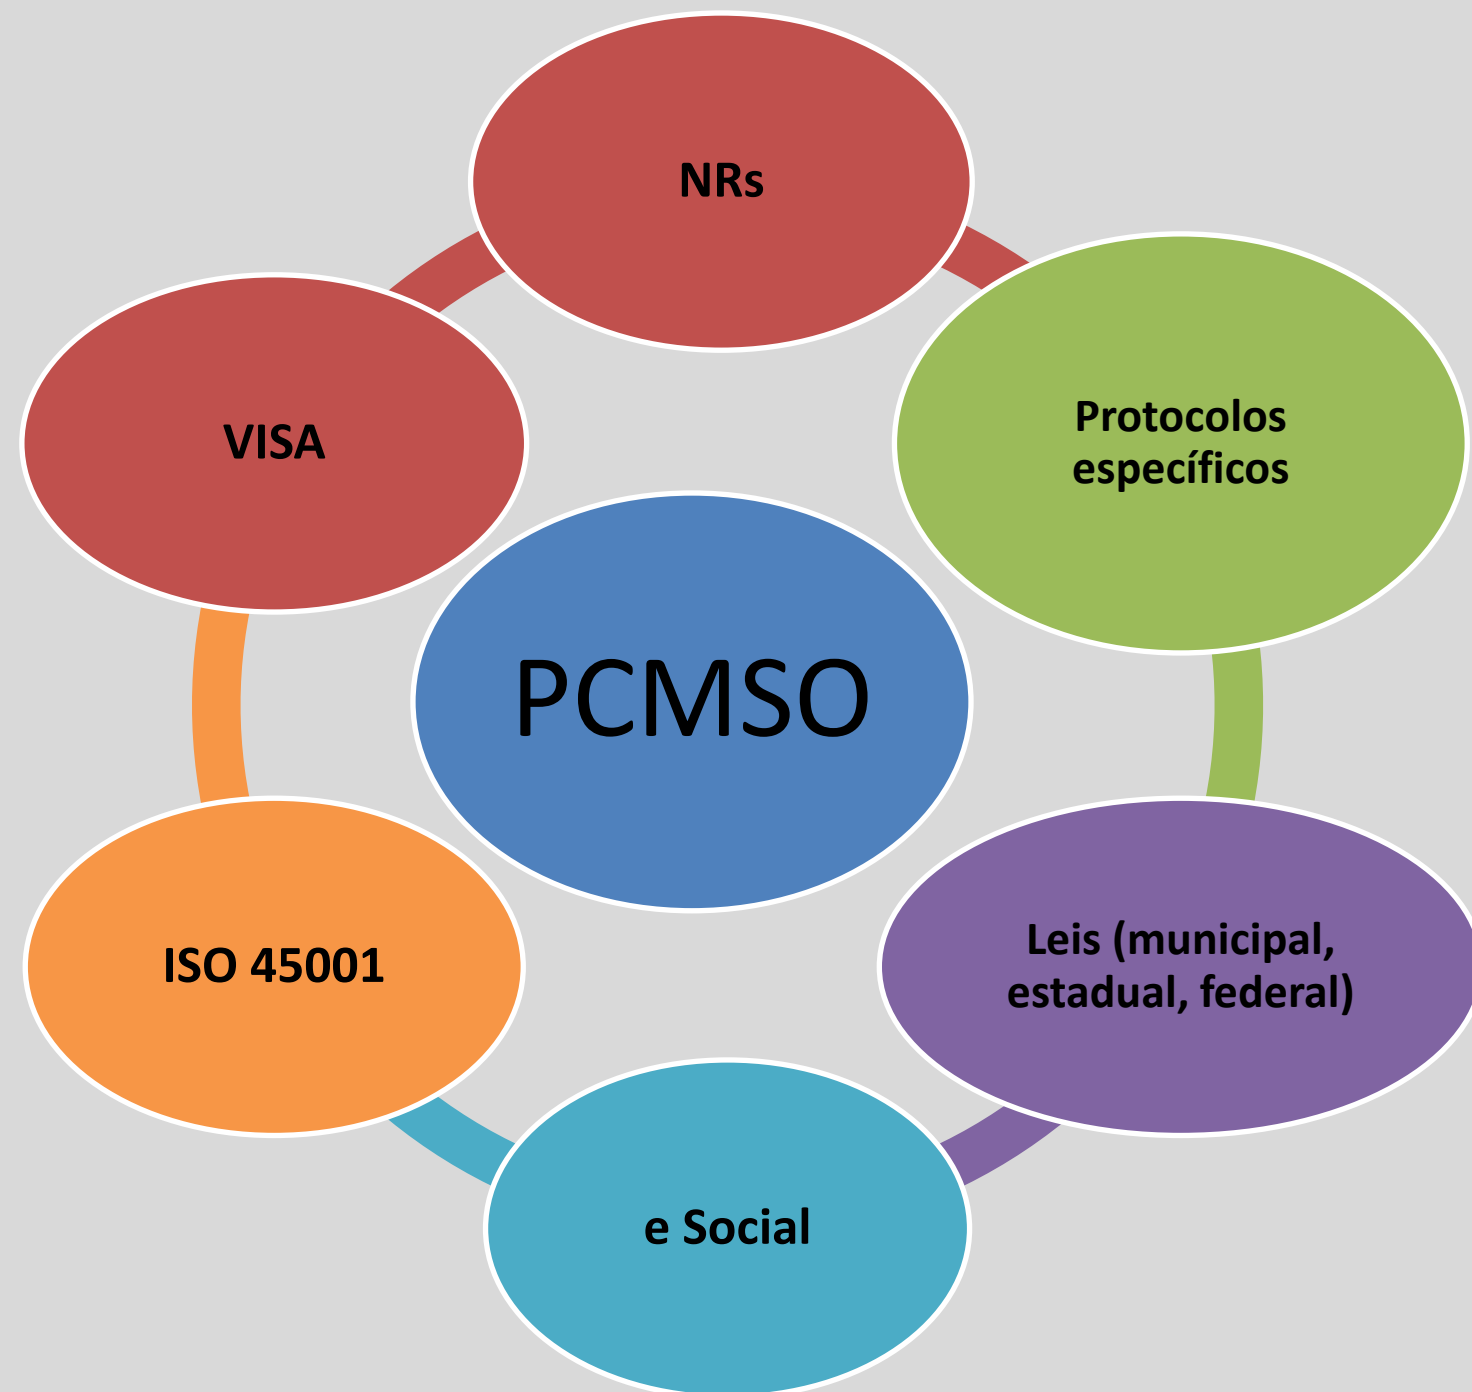 NRs
Protocolos
específicos
VISA
PCMSO
Leis (municipal,
estadual, federal)
ISO 45001
e Social